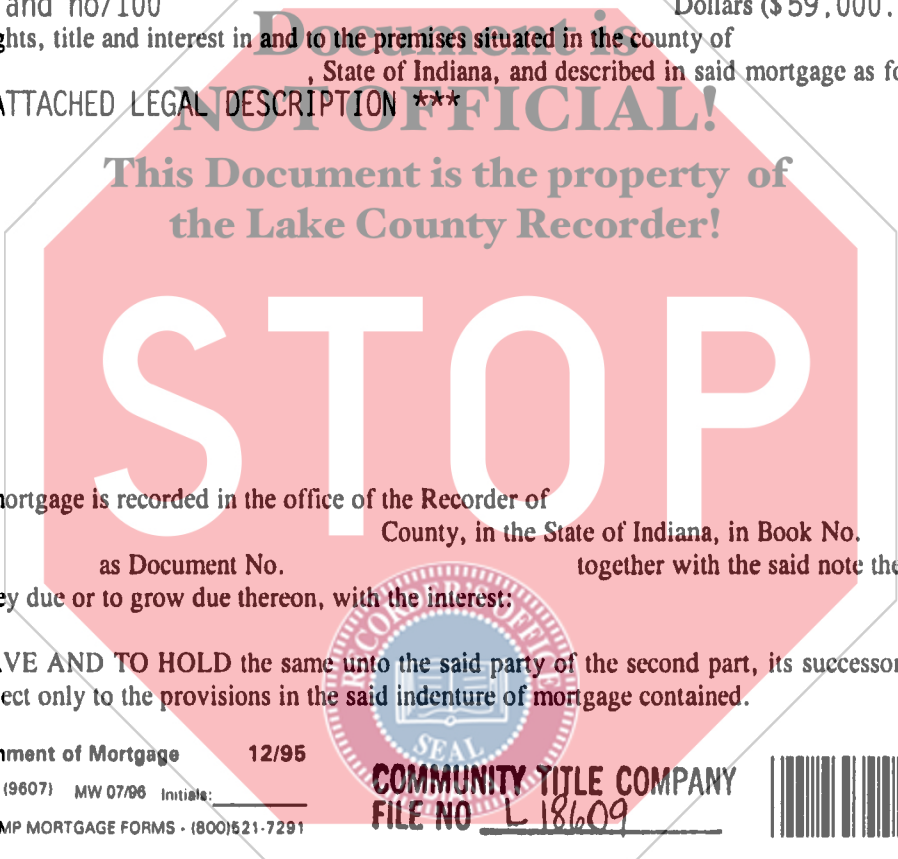 and no/100 Dollars ($ 59,000.
ghts, title and interest in and to the premises situated in the county of
, State of Indiana, and described in said mortgage as fo
ATTACHED LEGAL DESCRIPTION ***
Document is
NOT OFFICIAL!
This Document is the property of
the Lake County Recorder!
STOP
ortgage is recorded in the office of the Recorder of
County, in the State of Indiana, in Book No.
as Document No. together with the said note the
ey due or to grow due thereon, with the interest:
AVE AND TO HOLD the same unto the said party of the second part, its successor
ect only to the provisions in the said indenture of mortgage contained.
RECORDER'S OFFICE
SEAL
nment of Mortgage 12/95
(9607) MW 07/96 Initials:
MP MORTGAGE FORMS - (800)521-7291
COMMUNITY TITLE COMPANY
FILE NO L 18609